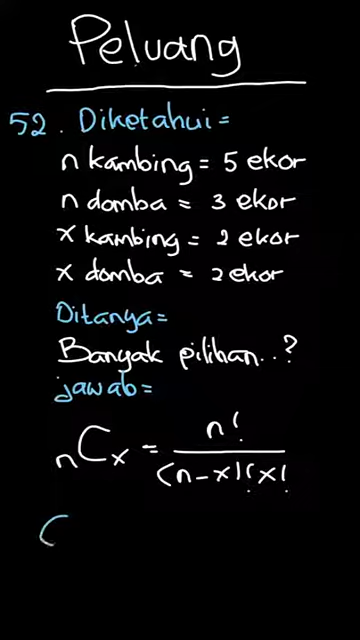 Peluang
52. Diketahui =
n kambing = 5 ekor
n domba = 3 ekor
x kambing = 2 ekor
x domba = 2 ekor
Ditanya =
Banyak pilihan..?
jawab =
nCx = n! / (n-x)!x!
(